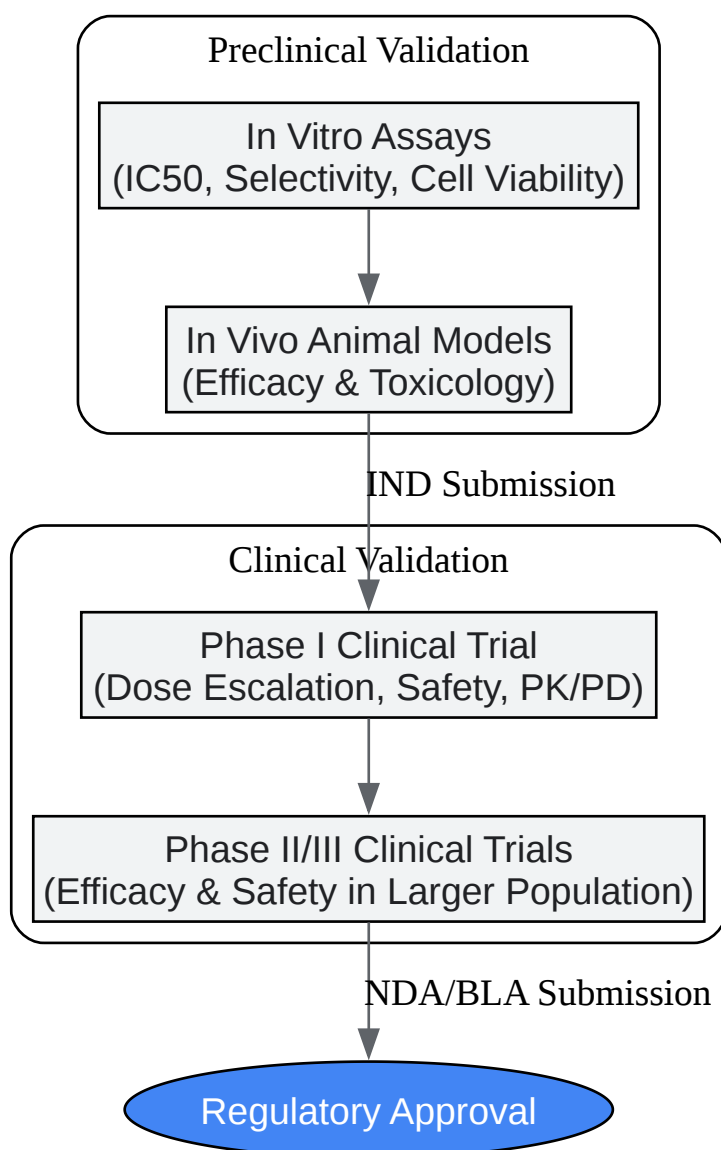 Preclinical Validation
In Vitro Assays
(IC50, Selectivity, Cell Viability)
In Vivo Animal Models
(Efficacy & Toxicology)
IND Submission
Clinical Validation
Phase I Clinical Trial
(Dose Escalation, Safety, PK/PD)
Phase II/III Clinical Trials
(Efficacy & Safety in Larger Population)
NDA/BLA Submission
Regulatory Approval